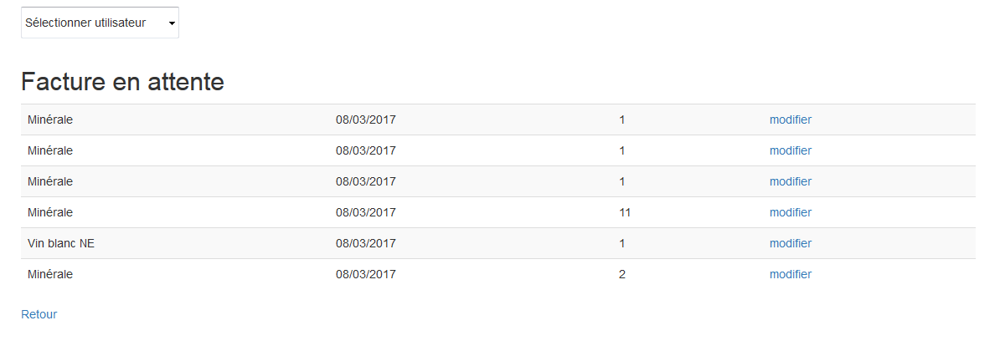 Sélectionner utilisateur
Facture en attente
Minérale 08/03/2017 1 modifier
Minérale 08/03/2017 1 modifier
Minérale 08/03/2017 1 modifier
Minérale 08/03/2017 11 modifier
Vin blanc NE 08/03/2017 1 modifier
Minérale 08/03/2017 2 modifier
Retour